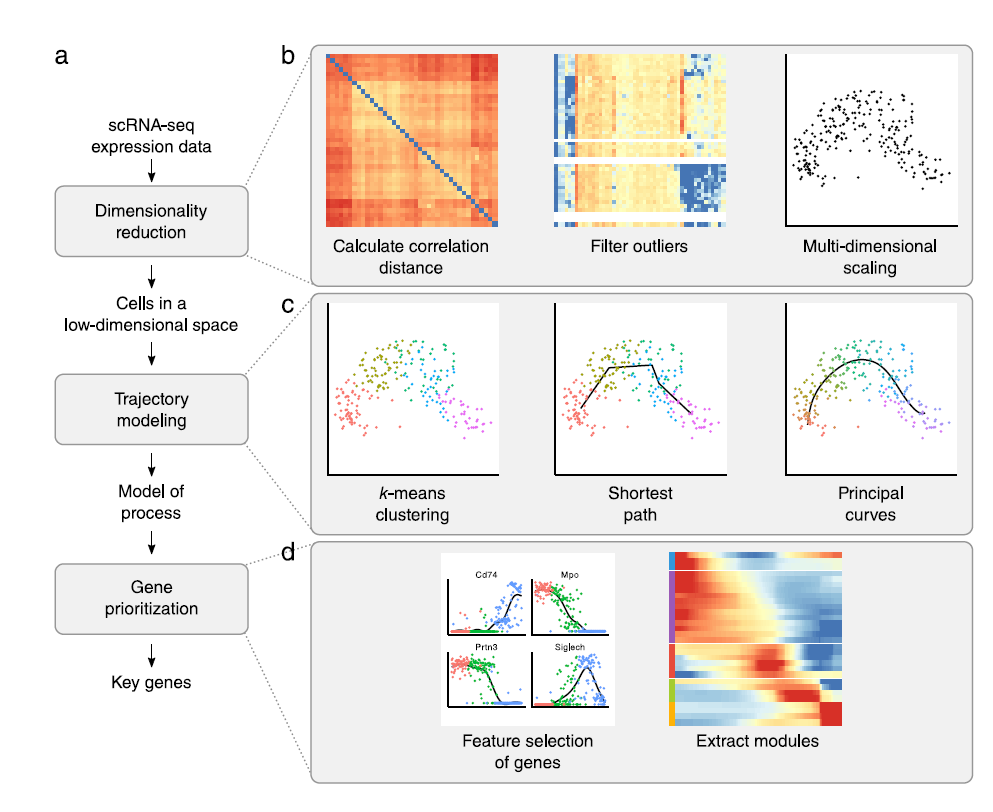 a
scRNA-seq
expression data
Dimensionality
reduction
Cells in a
low-dimensional space
Trajectory
modeling
Model of
process
Gene
prioritization
Key genes
b
Calculate correlation
distance
Filter outliers
Multi-dimensional
scaling
c
k-means
clustering
Shortest
path
Principal
curves
d
Cd74
Mpo
Prtn3
Siglech
Feature selection
of genes
Extract modules